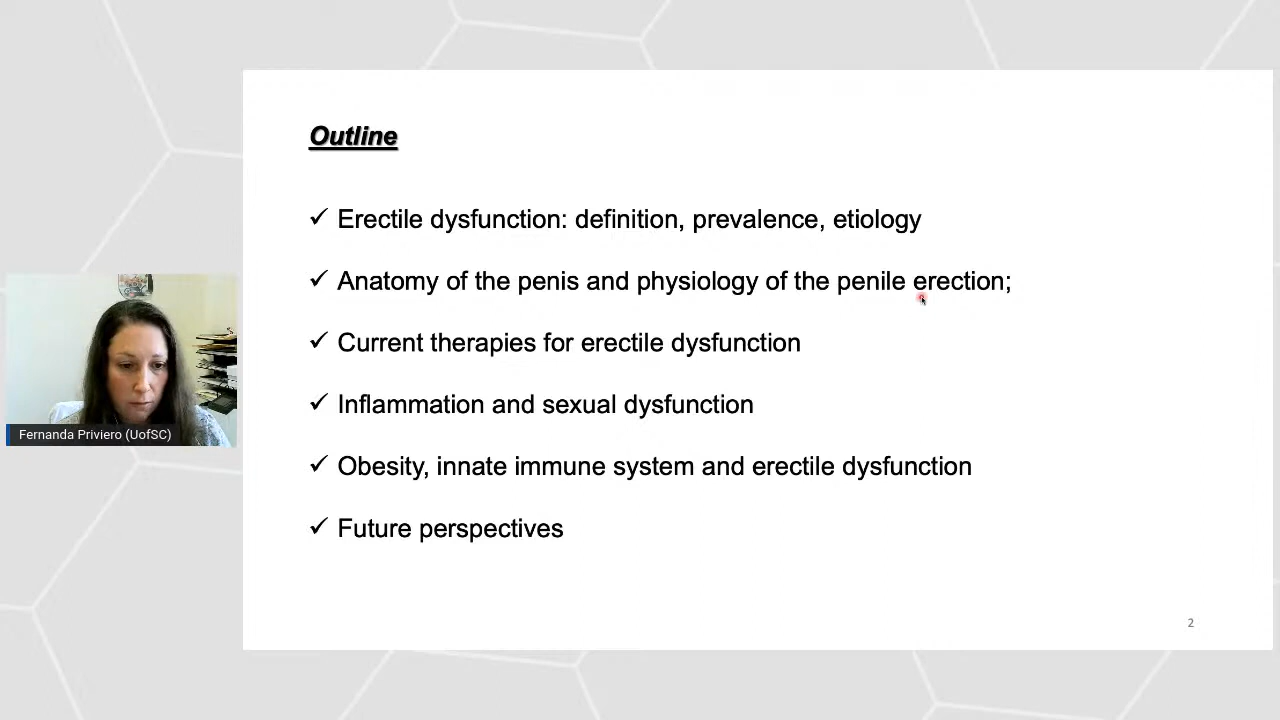 Outline
✓ Erectile dysfunction: definition, prevalence, etiology
✓ Anatomy of the penis and physiology of the penile erection;
✓ Current therapies for erectile dysfunction
✓ Inflammation and sexual dysfunction
Fernanda Priviero (UofSC)
✓ Obesity, innate immune system and erectile dysfunction
✓ Future perspectives
2